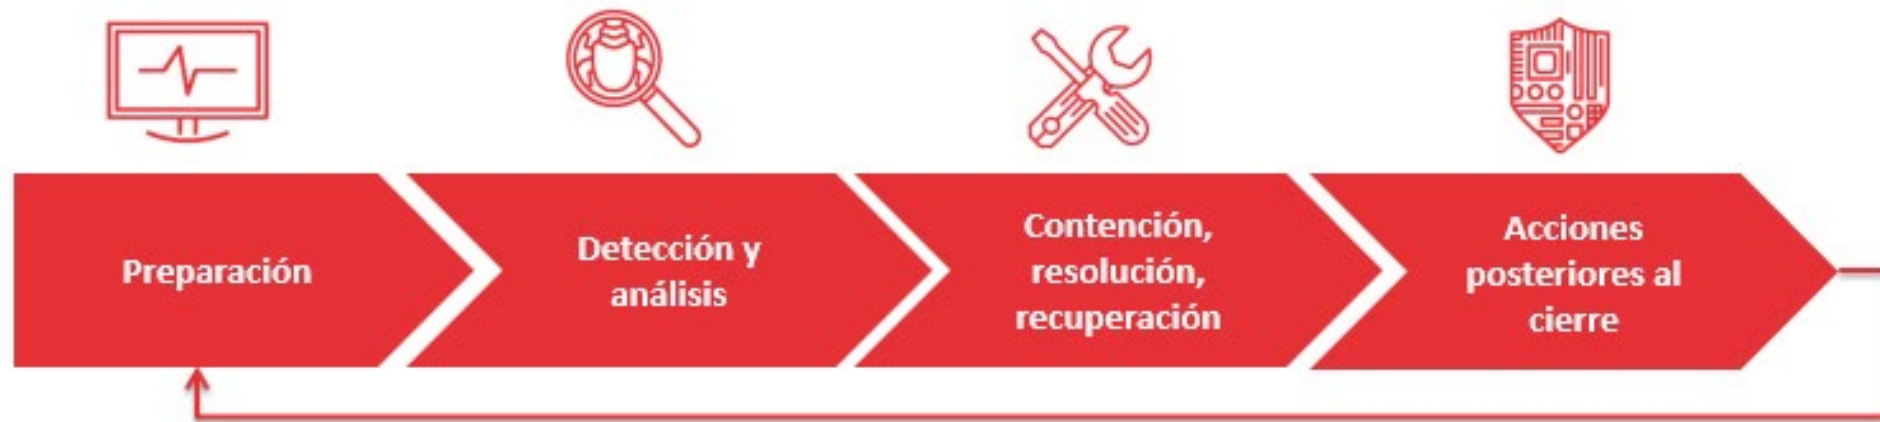 Preparación
Detección y
análisis
Contención,
resolución,
recuperación
Acciones
posteriores al
cierre